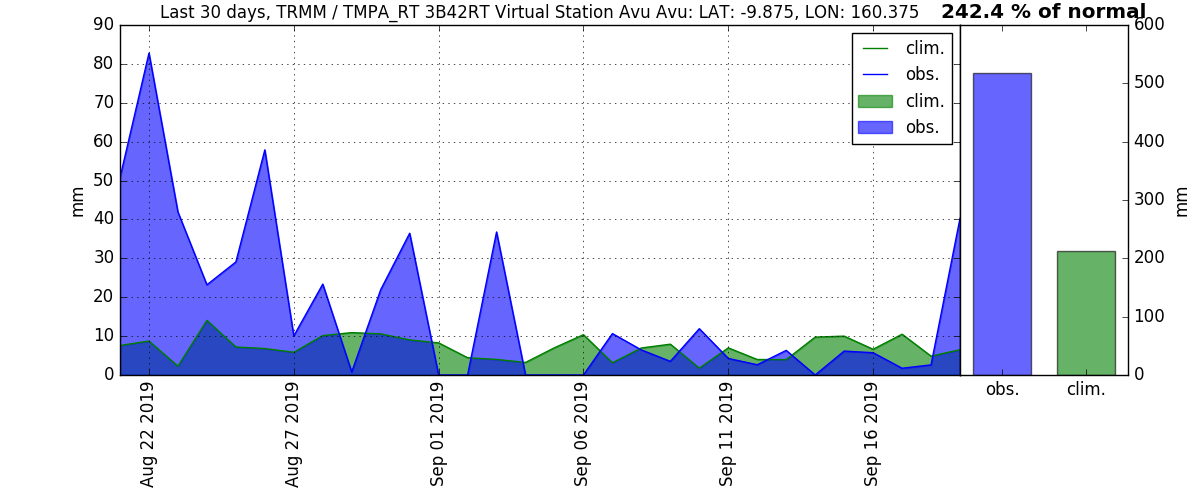 Last 30 days, TRMM / TMPA_RT 3B42RT Virtual Station Avu Avu: LAT: -9.875, LON: 160.375
242.4 % of normal
90
80
70
60
50
40
30
20
10
0
mm
clim.
obs.
clim.
obs.
600
500
400
300
200
100
0
mm
Aug 22 2019
Aug 27 2019
Sep 01 2019
Sep 06 2019
Sep 11 2019
Sep 16 2019
obs.
clim.